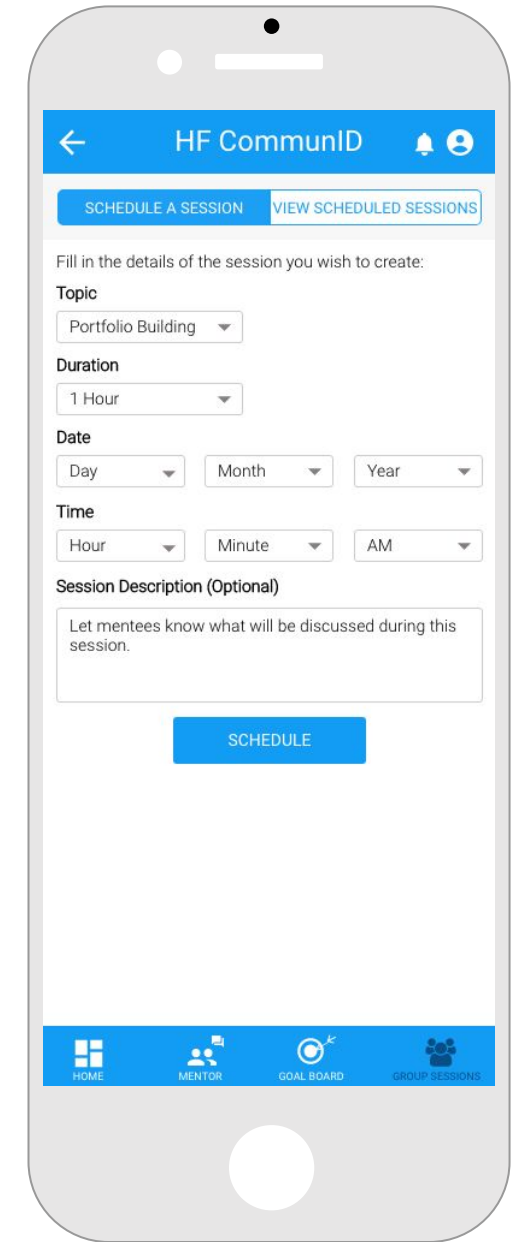 HF CommunID
SCHEDULE A SESSION VIEW SCHEDULED SESSIONS
Fill in the details of the session you wish to create:
Topic
Portfolio Building
Duration
1 Hour
Date
Day Month Year
Time
Hour Minute AM
Session Description (Optional)
Let mentees know what will be discussed during this
session.
SCHEDULE
HOME MENTOR GOAL BOARD GROUP SESSIONS